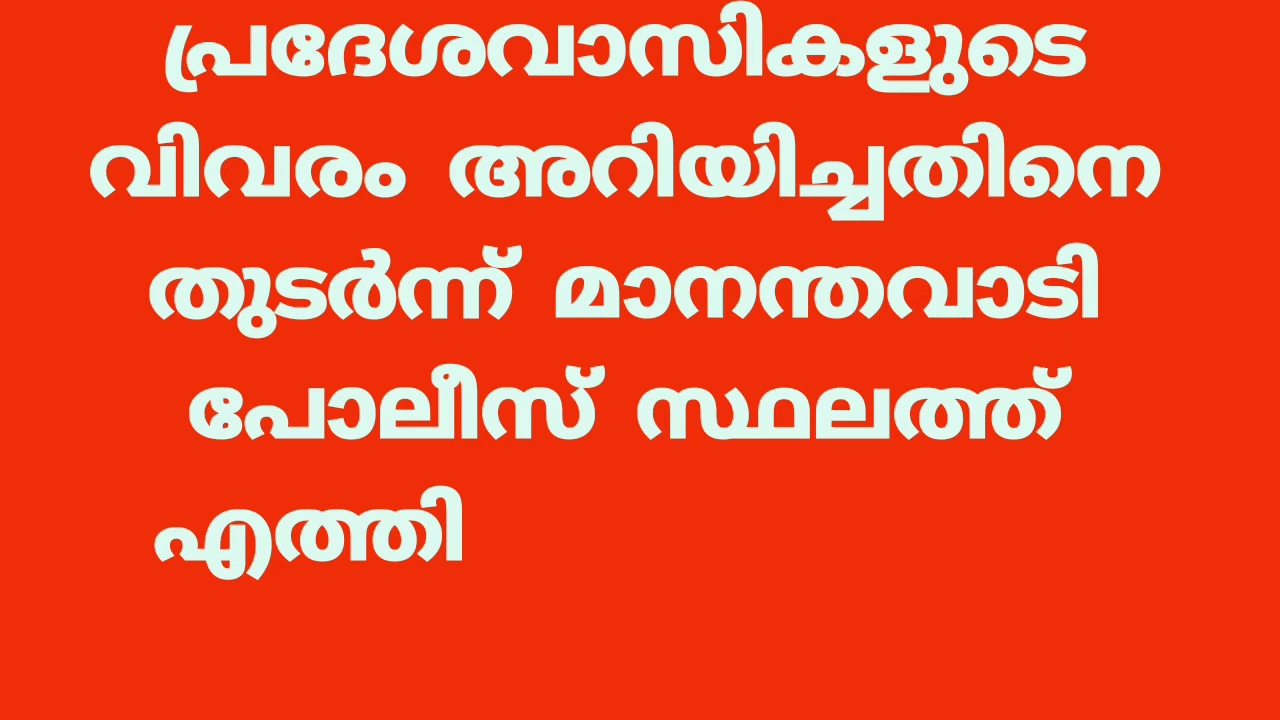 പ്രദേശവാസികളുടെ
വിവരം അറിയിച്ചതിനെ
തുടർന്ന് മാനന്തവാടി
പോലീസ് സ്ഥലത്ത്
എത്തി